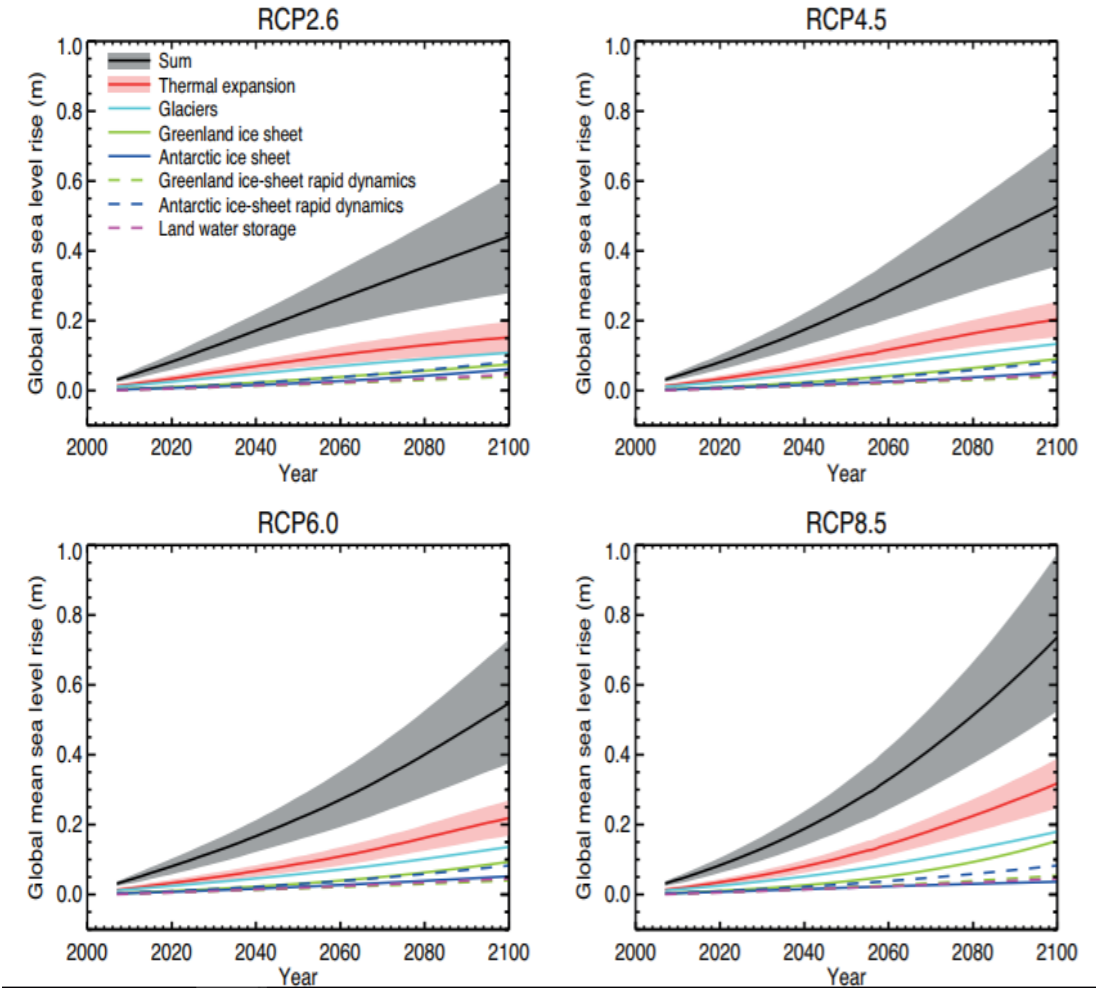 RCP2.6
1.0
0.8
0.6
0.4
0.2
0.0
Global mean sea level rise (m)
Sum
Thermal expansion
Glaciers
Greenland ice sheet
Antarctic ice sheet
Greenland ice-sheet rapid dynamics
Antarctic ice-sheet rapid dynamics
Land water storage
2000 2020 2040 2060 2080 2100
Year
RCP4.5
1.0
0.8
0.6
0.4
0.2
0.0
Global mean sea level rise (m)
2000 2020 2040 2060 2080 2100
Year
RCP6.0
1.0
0.8
0.6
0.4
0.2
0.0
Global mean sea level rise (m)
2000 2020 2040 2060 2080 2100
Year
RCP8.5
1.0
0.8
0.6
0.4
0.2
0.0
Global mean sea level rise (m)
2000 2020 2040 2060 2080 2100
Year